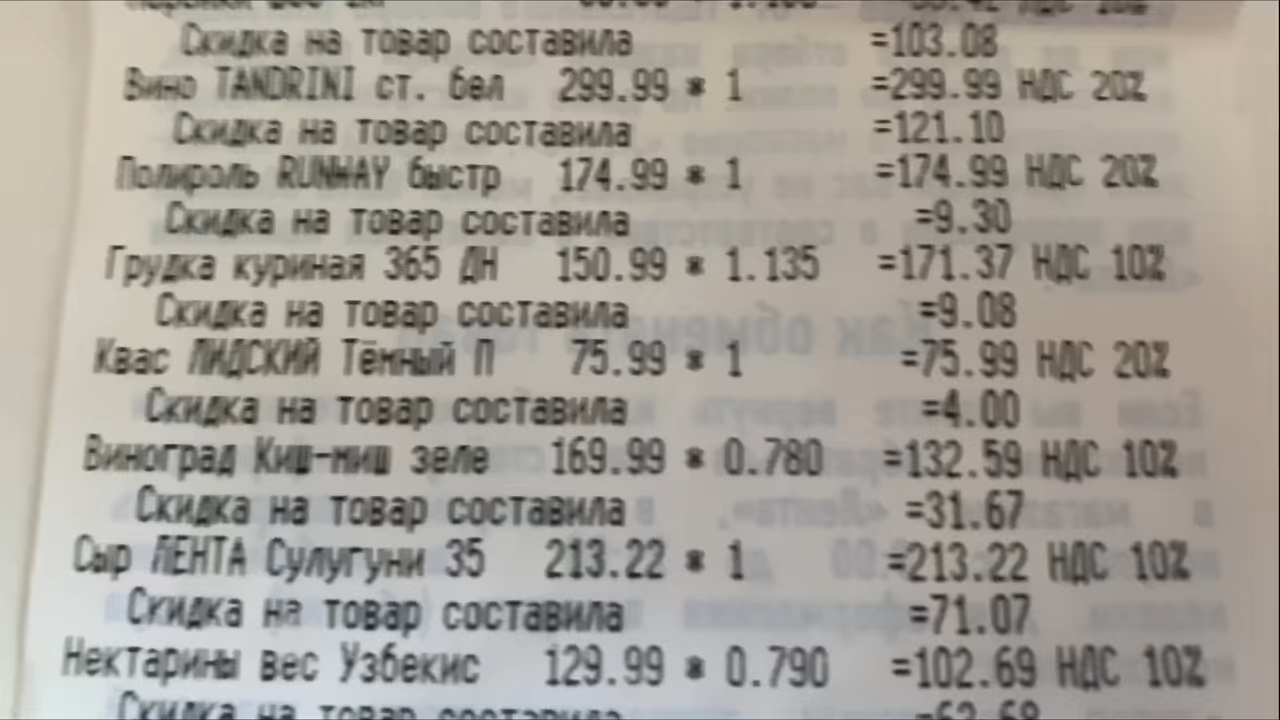 Скидка на товар составила =103.08
Вино TANDRINI ст. бел 299.99 * 1 =299.99 НДС 20%
Скидка на товар составила =121.10
Полироль RUNWAY быстр 174.99 * 1 =174.99 НДС 20%
Скидка на товар составила =9.30
Грудка куриная 365 ДН 150.99 * 1.135 =171.37 НДС 10%
Скидка на товар составила =9.08
Квас ЛИДСКИЙ Тёмный П 75.99 * 1 =75.99 НДС 20%
Скидка на товар составила =4.00
Виноград Киш-миш зеле 169.99 * 0.780 =132.59 НДС 10%
Скидка на товар составила =31.67
Сыр ЛЕНТА Сулугуни 35 213.22 * 1 =213.22 НДС 10%
Скидка на товар составила =71.07
Нектарины вес Узбекис 129.99 * 0.790 =102.69 НДС 10%
Скидка на товар составила